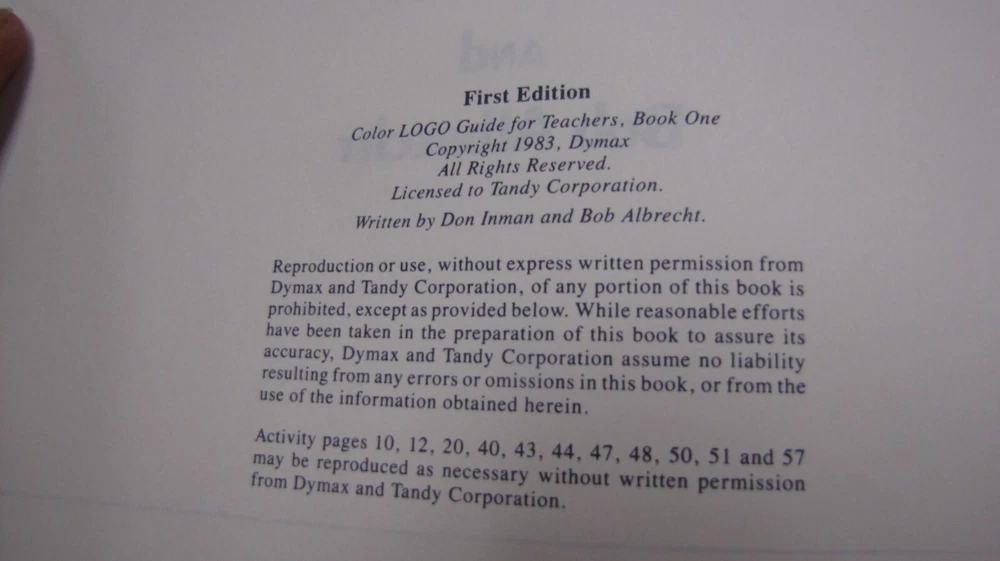 First Edition
Color LOGO Guide for Teachers, Book One
Copyright 1983, Dymax
All Rights Reserved.
Licensed to Tandy Corporation.
Written by Don Inman and Bob Albrecht.
Reproduction or use, without express written permission from
Dymax and Tandy Corporation, of any portion of this book is
prohibited, except as provided below. While reasonable efforts
have been taken in the preparation of this book to assure its
accuracy, Dymax and Tandy Corporation assume no liability
resulting from any errors or omissions in this book, or from the
use of the information obtained herein.
Activity pages 10, 12, 20, 40, 43, 44, 47, 48, 50, 51 and 57
may be reproduced as necessary without written permission
from Dymax and Tandy Corporation.